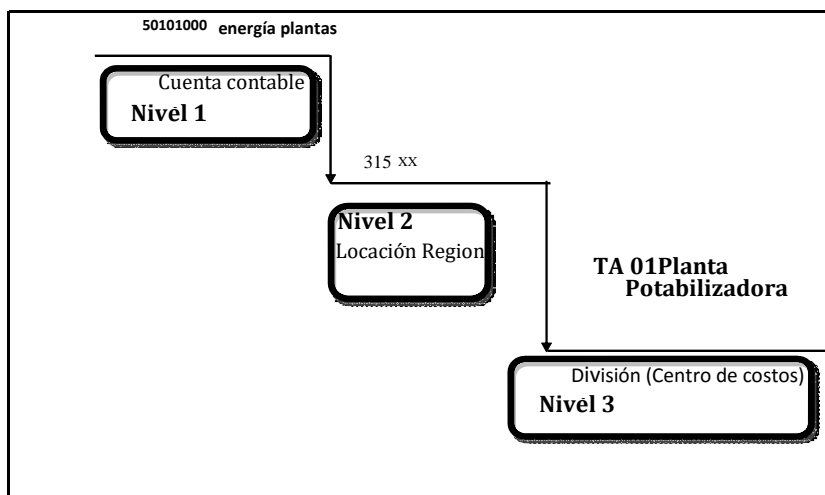 50101000 energía plantas
Cuenta contable
Nivel 1
315 xx
Nivel 2
Locación Region
TA 01Planta
Potabilizadora
División (Centro de costos)
Nivel 3